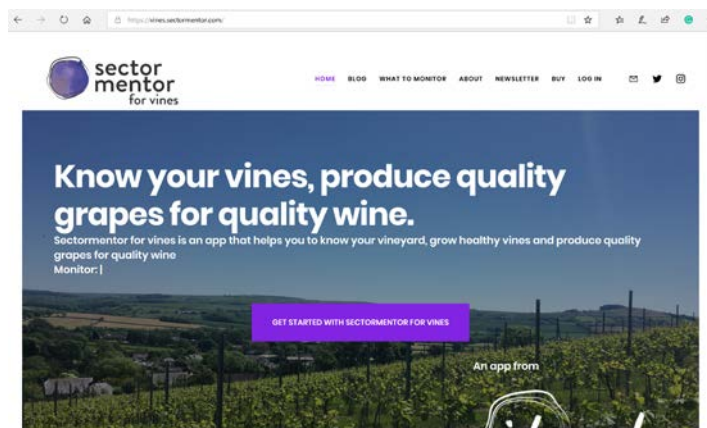 https://vines.sectormentor.com/
sector
mentor
for vines
HOME BLOG WHAT TO MONITOR ABOUT NEWSLETTER BUY LOG IN
Know your vines, produce quality
grapes for quality wine.
Sectormentor for vines is an app that helps you to know your vineyard, grow healthy vines and produce quality
grapes for quality wine
Monitor: |
GET STARTED WITH SECTORMENTOR FOR VINES
An app from